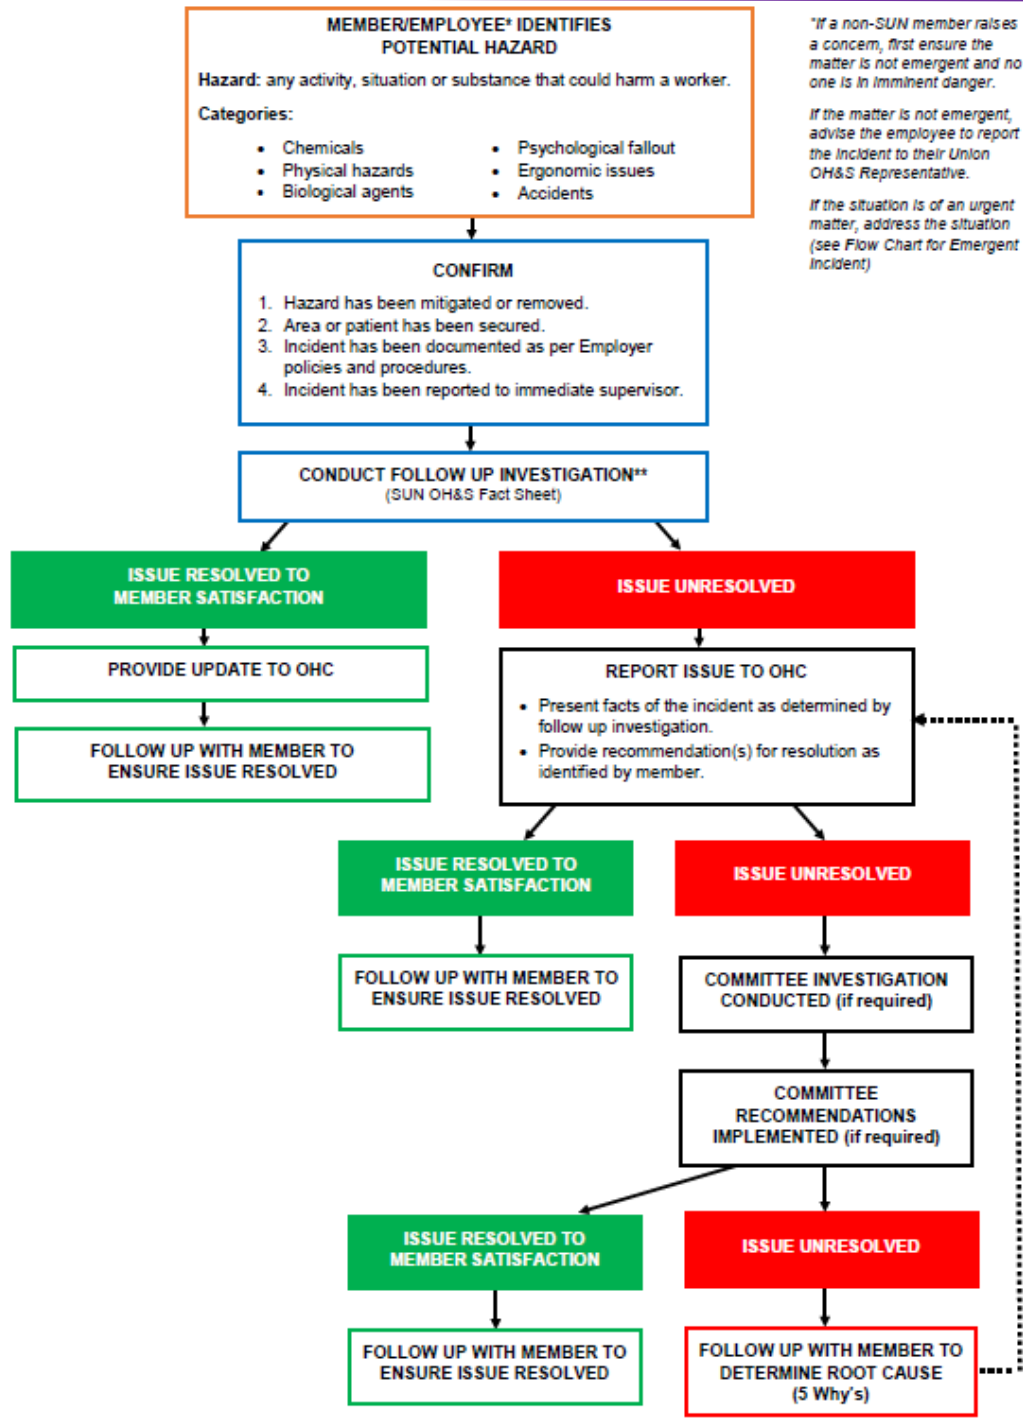 MEMBER/EMPLOYEE* IDENTIFIES
POTENTIAL HAZARD
Hazard: any activity, situation or substance that could harm a worker.
Categories:
• Chemicals
• Physical hazards
• Biological agents
• Psychological fallout
• Ergonomic issues
• Accidents
*If a non-SUN member raises
a concern, first ensure the
matter is not emergent and no
one is in imminent danger.
If the matter is not emergent,
advise the employee to report
the incident to their Union
OH&S Representative.
If the situation is of an urgent
matter, address the situation
(see Flow Chart for Emergent
Incident)
CONFIRM
1. Hazard has been mitigated or removed.
2. Area or patient has been secured.
3. Incident has been documented as per Employer
policies and procedures.
4. Incident has been reported to immediate supervisor.
CONDUCT FOLLOW UP INVESTIGATION**
(SUN OH&S Fact Sheet)
ISSUE RESOLVED TO
MEMBER SATISFACTION
ISSUE UNRESOLVED
PROVIDE UPDATE TO OHC
FOLLOW UP WITH MEMBER TO
ENSURE ISSUE RESOLVED
REPORT ISSUE TO OHC
• Present facts of the incident as determined by
follow up investigation.
• Provide recommendation(s) for resolution as
identified by member.
ISSUE RESOLVED TO
MEMBER SATISFACTION
ISSUE UNRESOLVED
FOLLOW UP WITH MEMBER TO
ENSURE ISSUE RESOLVED
COMMITTEE INVESTIGATION
CONDUCTED (if required)
COMMITTEE
RECOMMENDATIONS
IMPLEMENTED (if required)
ISSUE RESOLVED TO
MEMBER SATISFACTION
ISSUE UNRESOLVED
FOLLOW UP WITH MEMBER TO
ENSURE ISSUE RESOLVED
FOLLOW UP WITH MEMBER TO
DETERMINE ROOT CAUSE
(5 Why's)